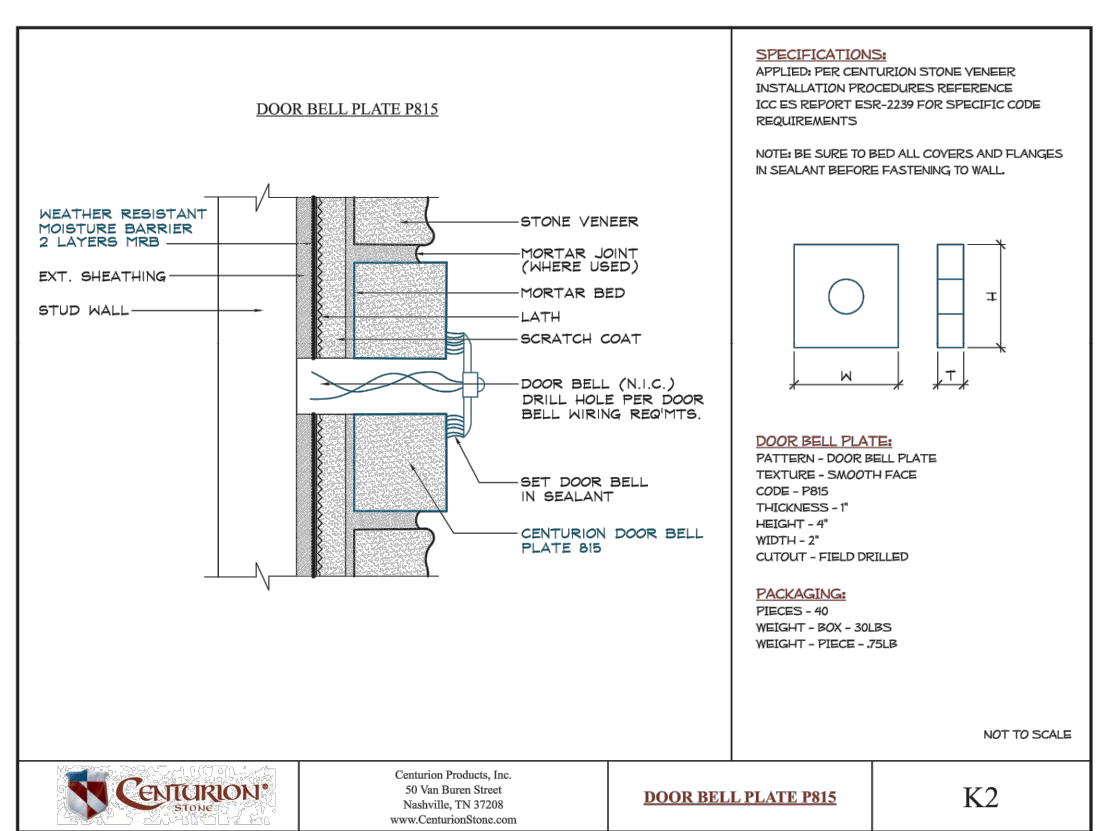 DOOR BELL PLATE P815
WEATHER RESISTANT
MOISTURE BARRIER
2 LAYERS MRB
EXT. SHEATHING
STUD WALL
STONE VENEER
MORTAR JOINT
(WHERE USED)
MORTAR BED
LATH
SCRATCH COAT
DOOR BELL (N.I.C.)
DRILL HOLE PER DOOR
BELL WIRING REQ'MTS.
SET DOOR BELL
IN SEALANT
CENTURION DOOR BELL
PLATE 815
SPECIFICATIONS:
APPLIED: PER CENTURION STONE VENEER
INSTALLATION PROCEDURES REFERENCE
ICC ES REPORT ESR-2239 FOR SPECIFIC CODE
REQUIREMENTS
NOTE: BE SURE TO BED ALL COVERS AND FLANGES
IN SEALANT BEFORE FASTENING TO WALL.
H
W
T
DOOR BELL PLATE:
PATTERN - DOOR BELL PLATE
TEXTURE - SMOOTH FACE
CODE - P815
THICKNESS - 1"
HEIGHT - 4"
WIDTH - 2"
CUTOUT - FIELD DRILLED
PACKAGING:
PIECES - 40
WEIGHT - BOX - 30LBS
WEIGHT - PIECE - .75LB
NOT TO SCALE
CENTURION®
STONE
Centurion Products, Inc.
50 Van Buren Street
Nashville, TN 37208
www.CenturionStone.com
DOOR BELL PLATE P815
K2